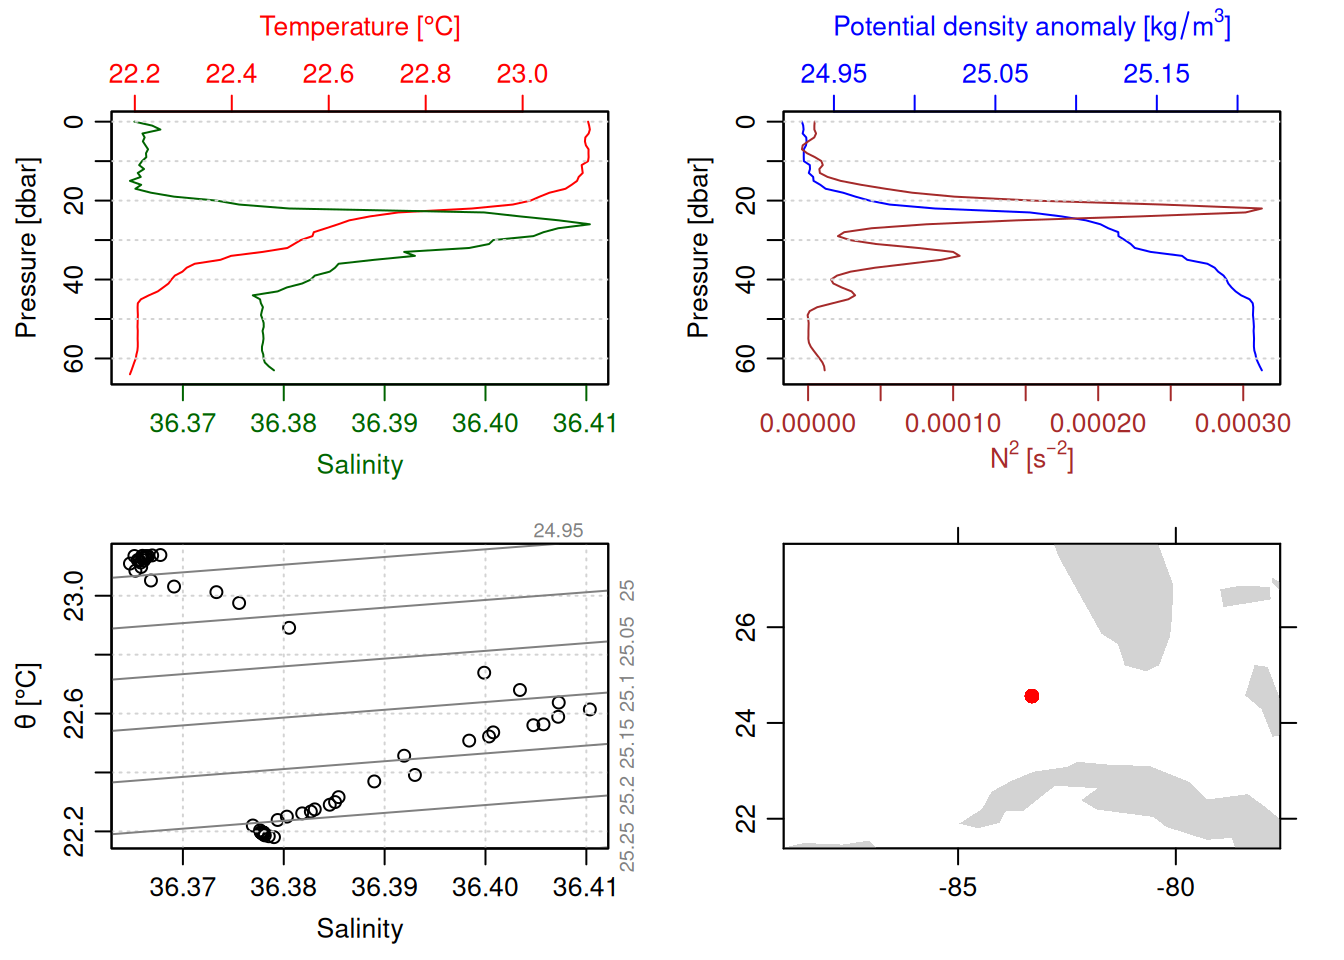 Temperature [°C]
22.2 22.4 22.6 22.8 23.0
Pressure [dbar]
0
20
40
60
36.37 36.38 36.39 36.40 36.41
Salinity
Potential density anomaly [kg/m³]
24.95 25.05 25.15
Pressure [dbar]
0
20
40
60
0.00000 0.00010 0.00020 0.00030
N² [s⁻²]
24.95
θ [°C]
23.0
22.6
22.2
25
25.05
25.1
25.15
25.2
25.25
36.37 36.38 36.39 36.40 36.41
Salinity
26
24
22
-85 -80